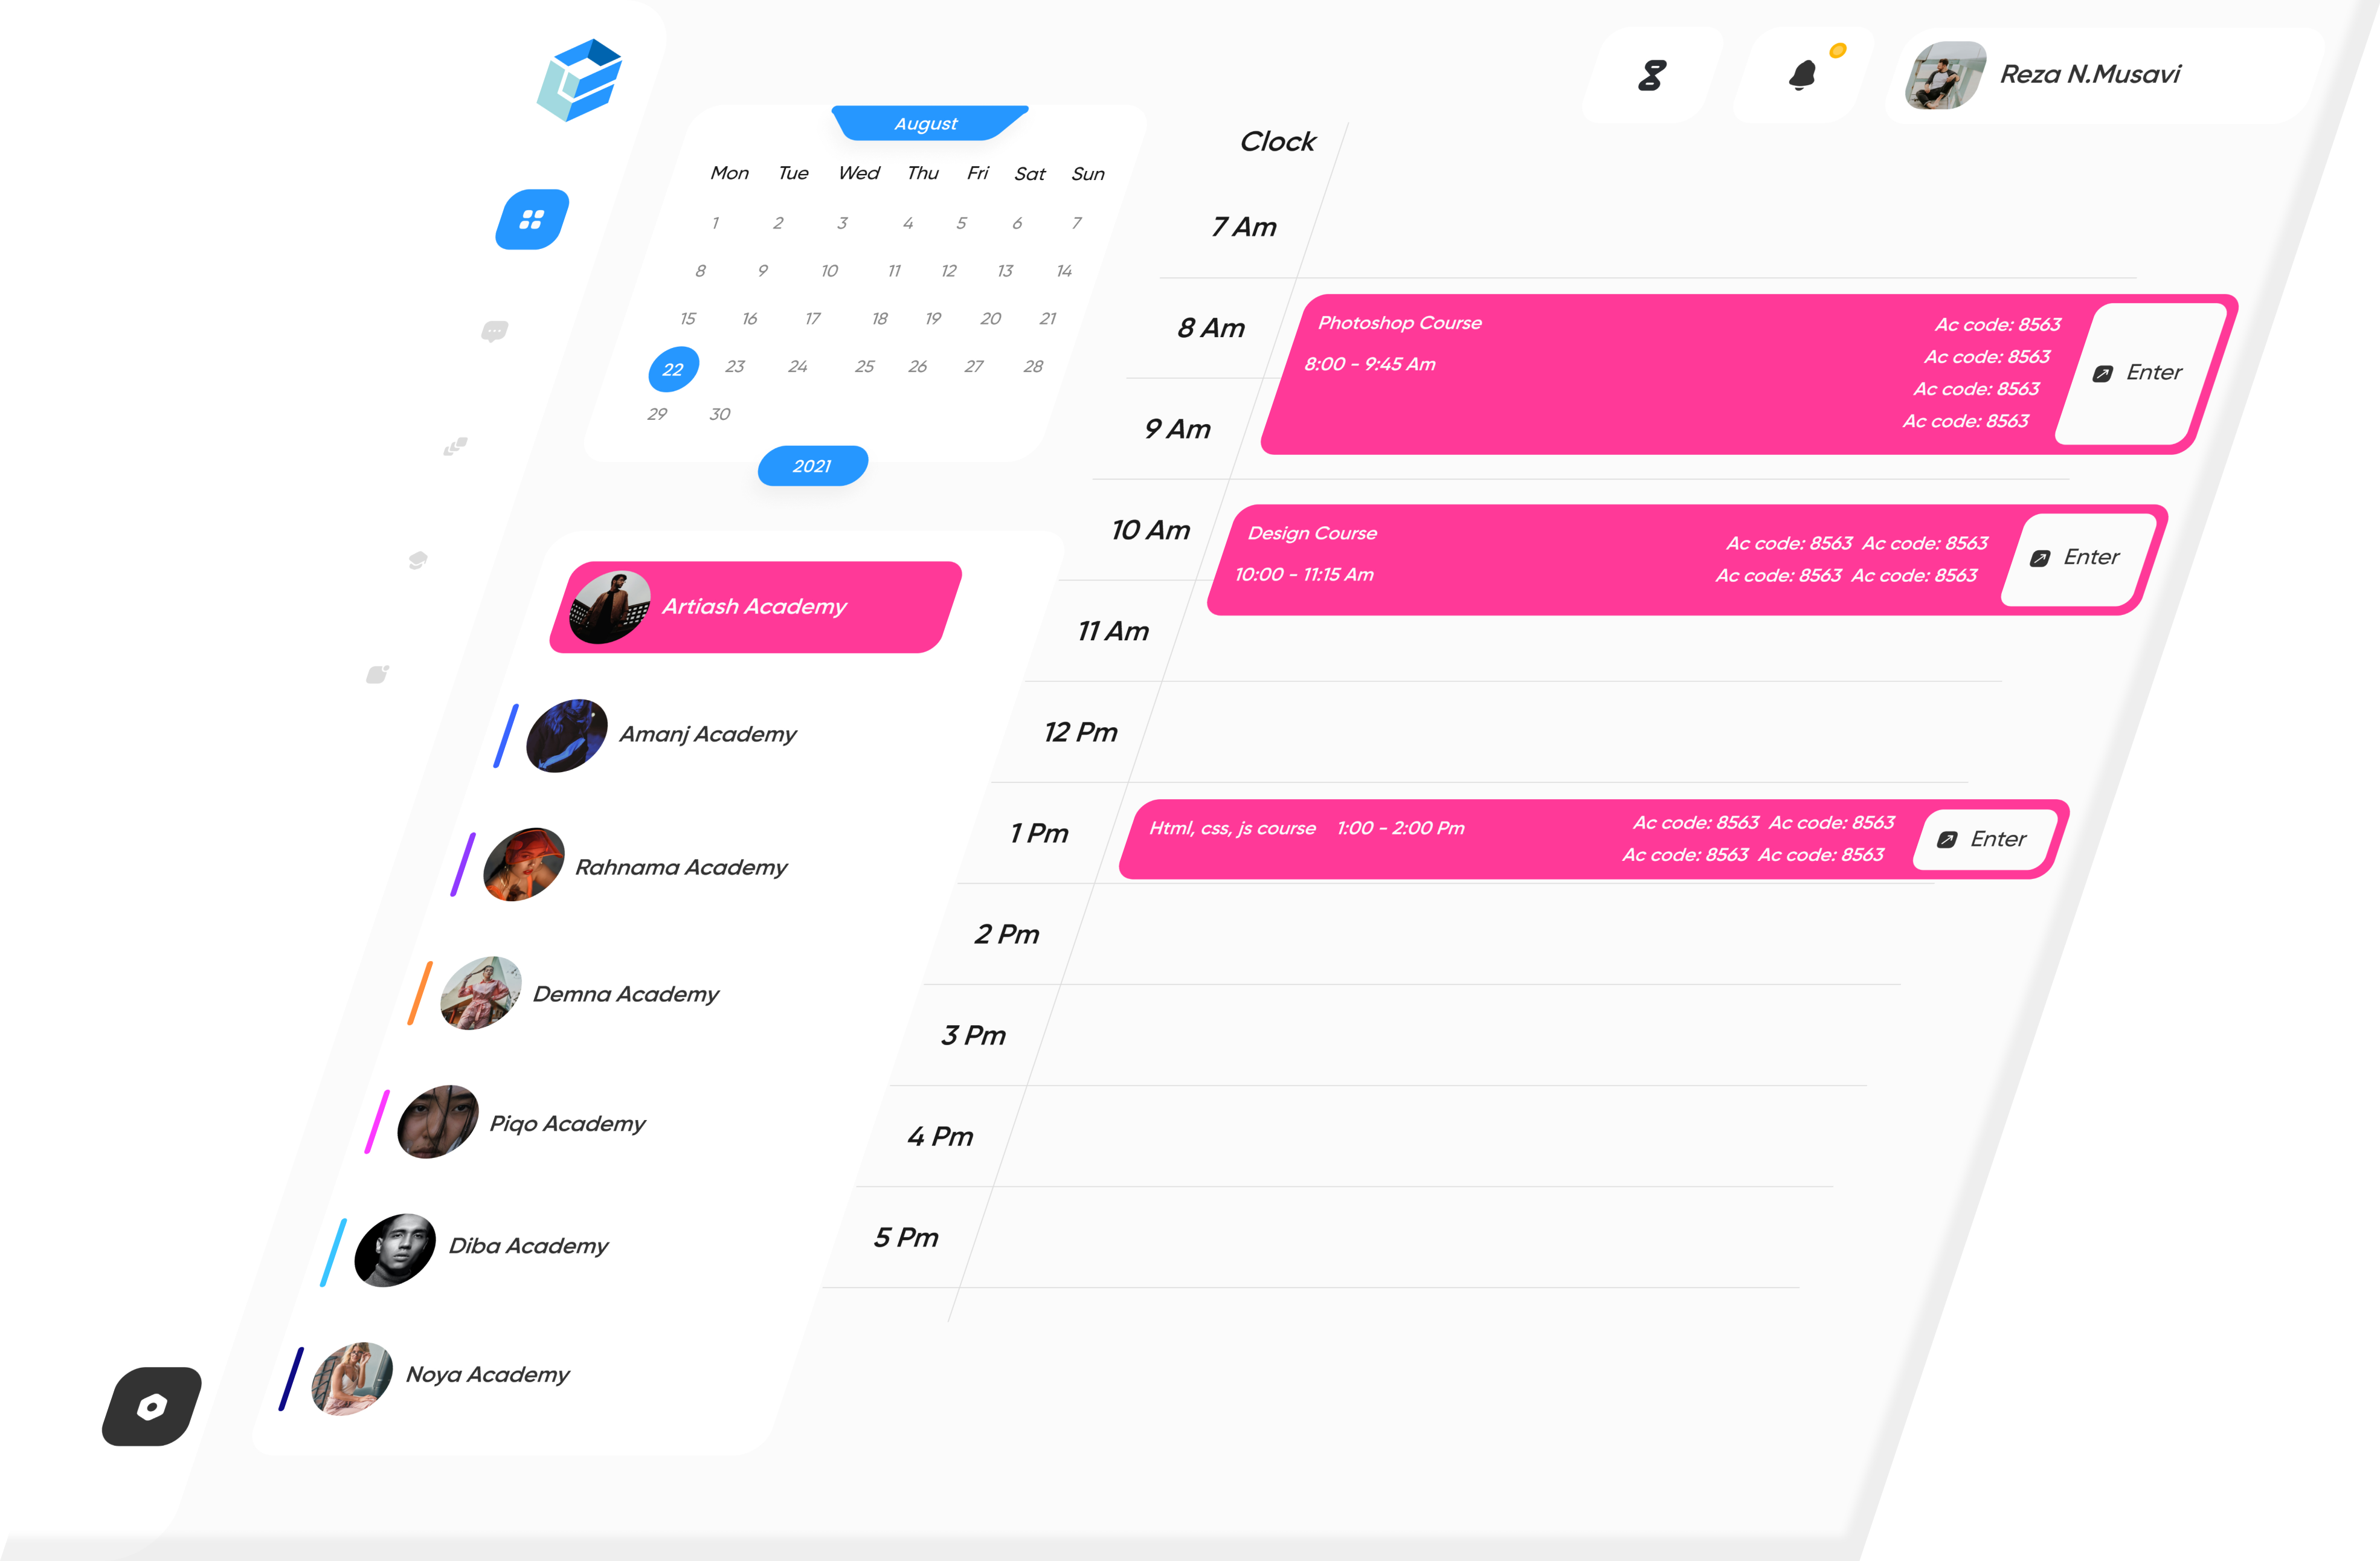 Reza N.Musavi
August
Mon Tue Wed Thu Fri Sat Sun
1 2 3 4 5 6 7
8 9 10 11 12 13 14
15 16 17 18 19 20 21
22 23 24 25 26 27 28
29 30
2021
Artiash Academy
Amanj Academy
Rahnama Academy
Demna Academy
Piqo Academy
Diba Academy
Noya Academy
Clock
7 Am
8 Am
Photoshop Course
8:00 - 9:45 Am
Ac code: 8563
Ac code: 8563
Ac code: 8563
Ac code: 8563
Enter
9 Am
10 Am
Design Course
10:00 - 11:15 Am
Ac code: 8563 Ac code: 8563
Ac code: 8563 Ac code: 8563
Enter
11 Am
12 Pm
1 Pm
Html, css, js course 1:00 - 2:00 Pm
Ac code: 8563 Ac code: 8563
Ac code: 8563 Ac code: 8563
Enter
2 Pm
3 Pm
4 Pm
5 Pm